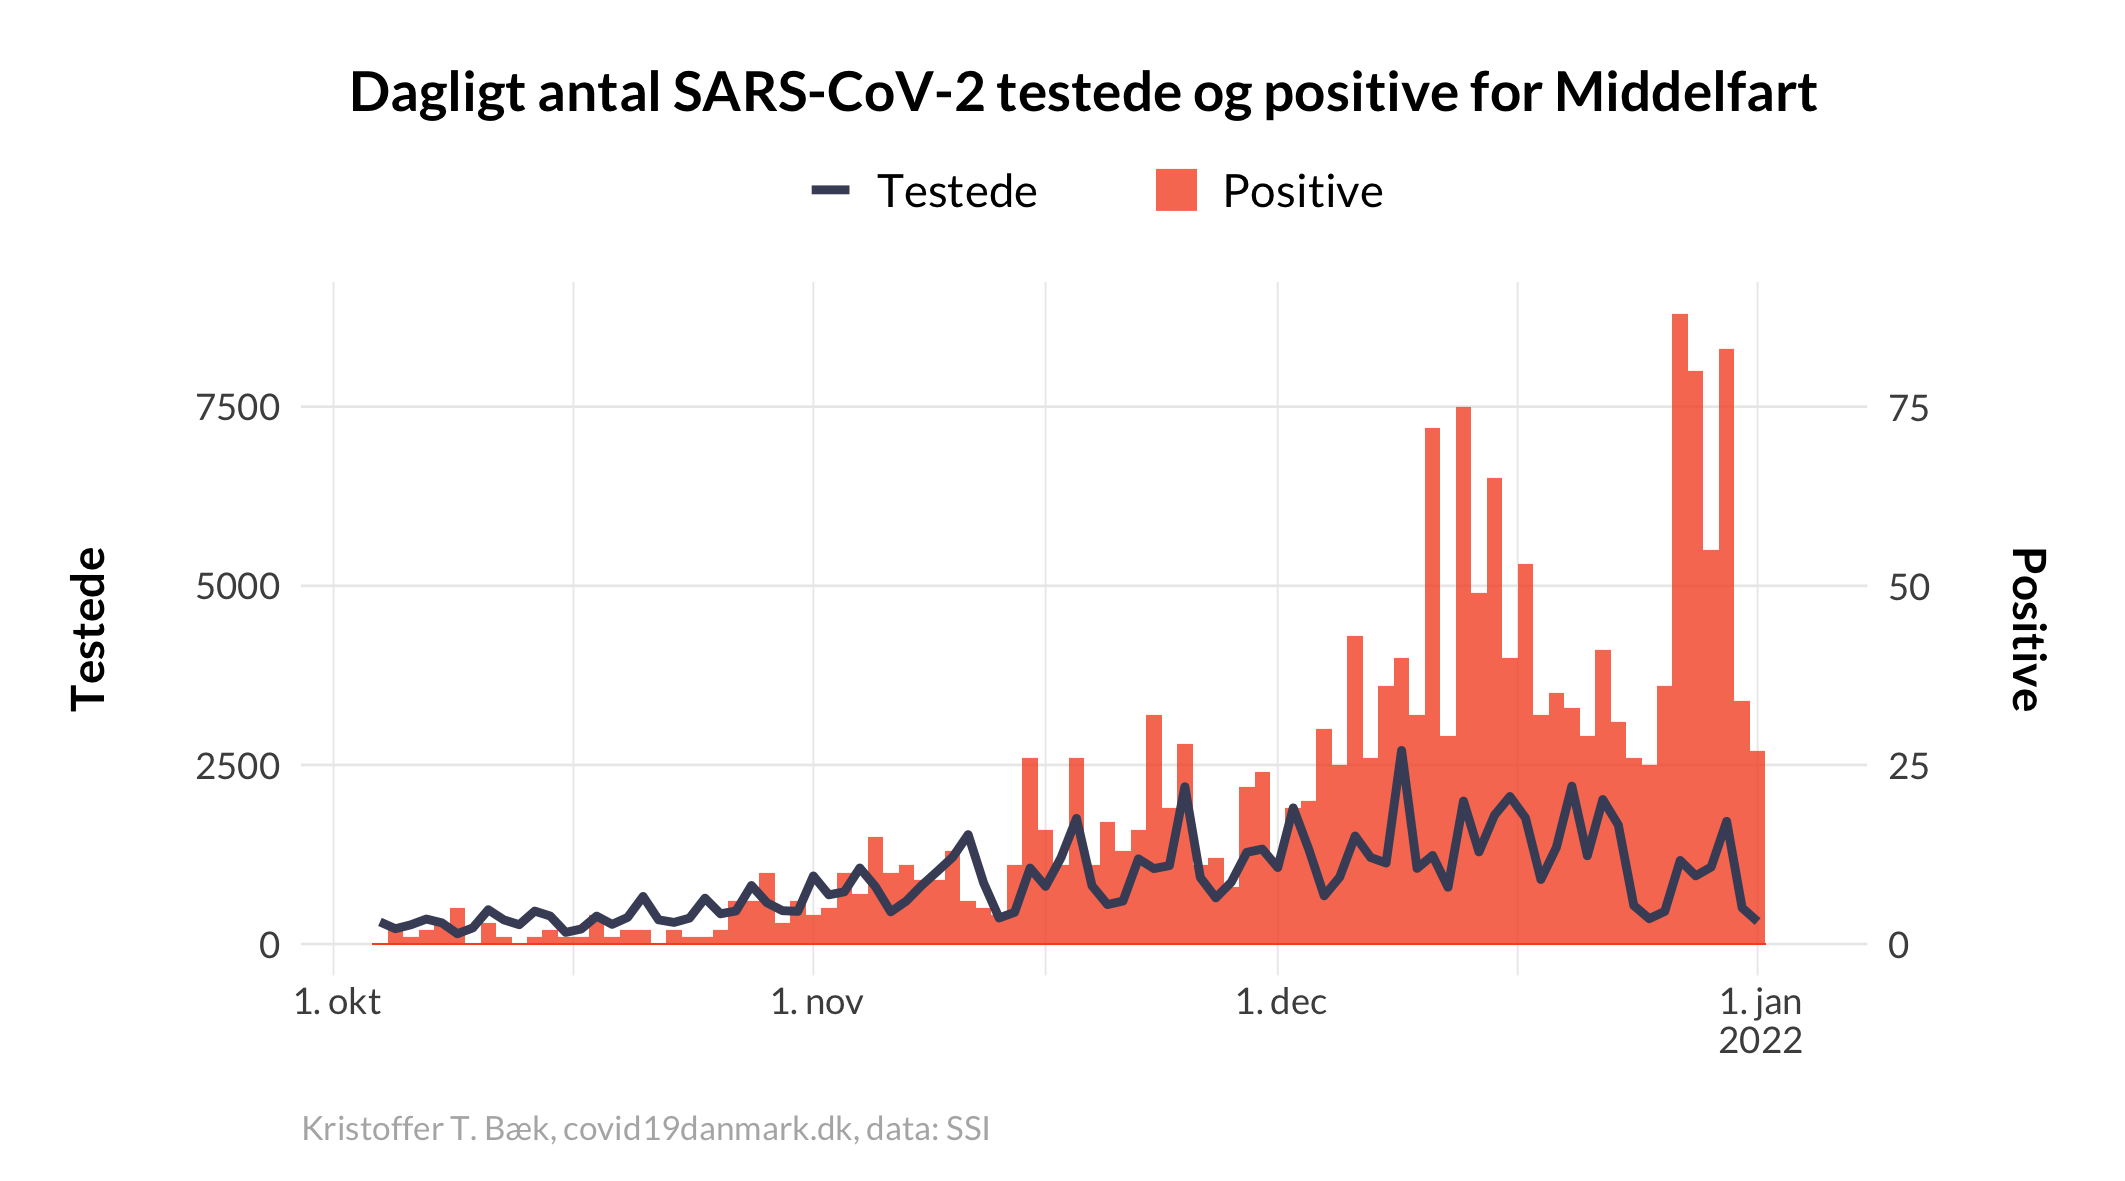 Dagligt antal SARS-CoV-2 testede og positive for Middelfart
Testede
Positive
7500
5000
2500
0
75
50
25
0
Testede
Positive
1. okt
1. nov
1. dec
1. jan
2022
Kristoffer T. Bæk, covid19danmark.dk, data: SSI